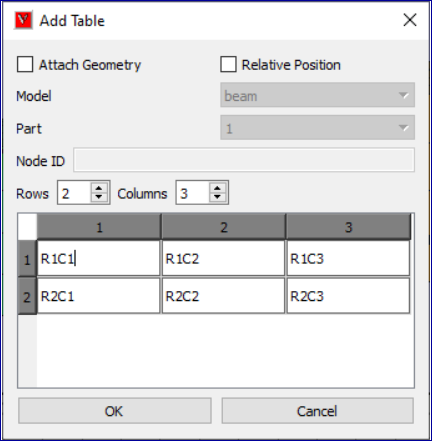 V Add Table
Attach Geometry Relative Position
Model beam
Part 1
Node ID
Rows 2 Columns 3
1 2 3
1 R1C1 R1C2 R1C3
2 R2C1 R2C2 R2C3
OK Cancel